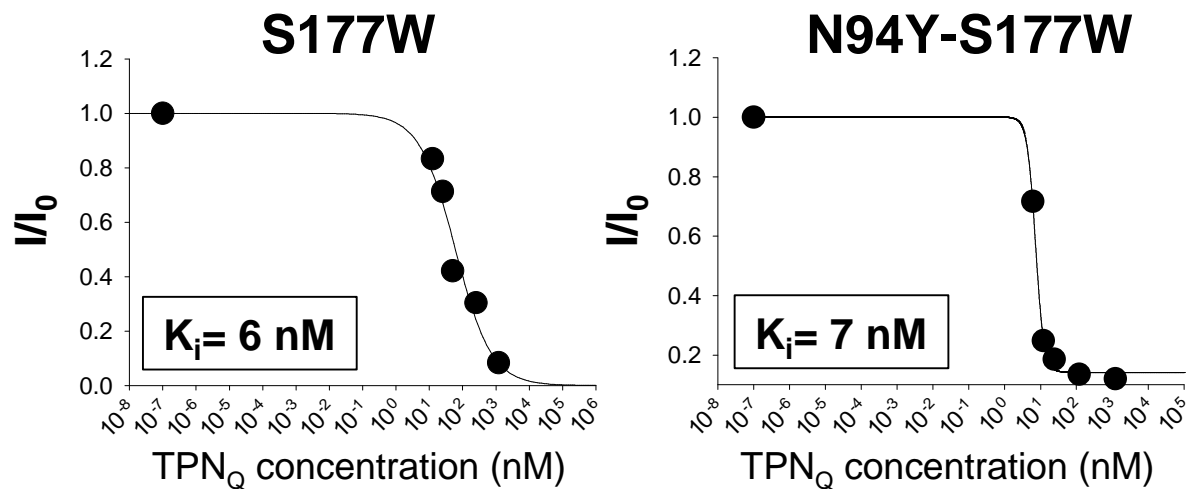 S177W
1.2
1.0
0.8
0.6
0.4
0.2
0.0
I/I₀
Kᵢ= 6 nM
10⁻⁸ 10⁻⁷ 10⁻⁶ 10⁻⁵ 10⁻⁴ 10⁻³ 10⁻² 10⁻¹ 10⁰ 10¹ 10² 10³ 10⁴ 10⁵ 10⁶
TPN_Q concentration (nM)
N94Y-S177W
1.2
1.0
0.8
0.6
0.4
0.2
I/I₀
Kᵢ= 7 nM
10⁻⁸ 10⁻⁷ 10⁻⁶ 10⁻⁵ 10⁻⁴ 10⁻³ 10⁻² 10⁻¹ 10⁰ 10¹ 10² 10³ 10⁴ 10⁵
TPN_Q concentration (nM)